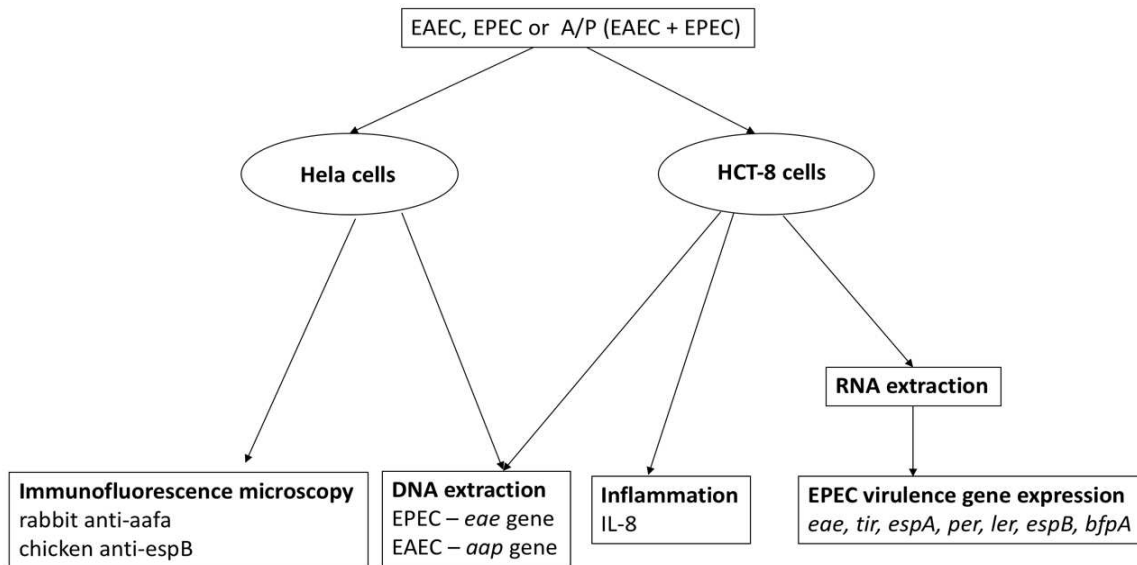 EAEC, EPEC or A/P (EAEC + EPEC)
Hela cells
HCT-8 cells
RNA extraction
Immunofluorescence microscopy
rabbit anti-aafa
chicken anti-espB
DNA extraction
EPEC – eae gene
EAEC – aap gene
Inflammation
IL-8
EPEC virulence gene expression
eae, tir, espA, per, ler, espB, bfpA